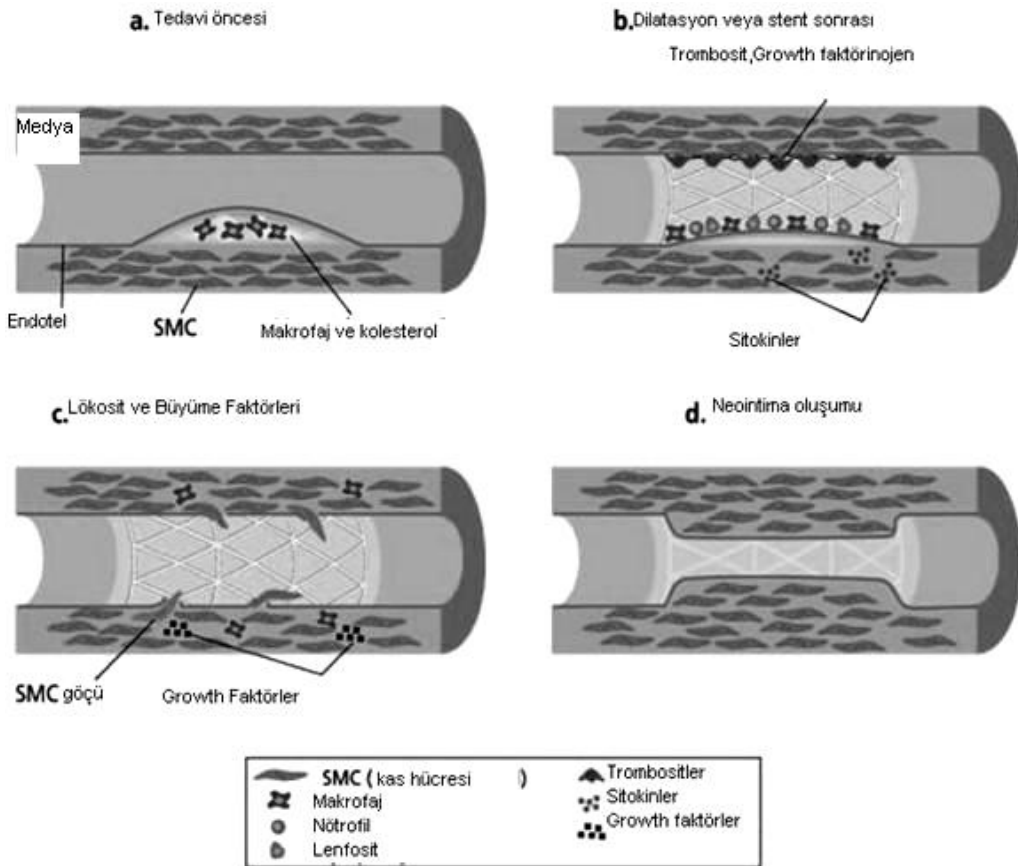 a. Tedavi öncesi
Medya
Endotel
SMC
Makrofaj ve kolesterol
b. Dilatasyon veya stent sonrası
Trombosit,Growth faktörinojen
Sitokinler
c. Lökosit ve Büyüme Faktörleri
SMC göçü
Growth Faktörler
d. Neointima oluşumu
SMC ( kas hücresi )
Makrofaj
Nötrofil
Lenfosit
Trombositler
Sitokinler
Growth faktörler